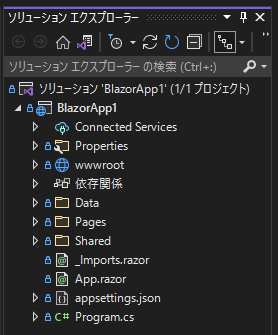 ソリューション エクスプローラー
ソリューション エクスプローラー の検索 (Ctrl+:)
ソリューション 'BlazorApp1' (1/1 プロジェクト)
BlazorApp1
Connected Services
Properties
wwwroot
依存関係
Data
Pages
Shared
_Imports.razor
App.razor
appsettings.json
C# Program.cs